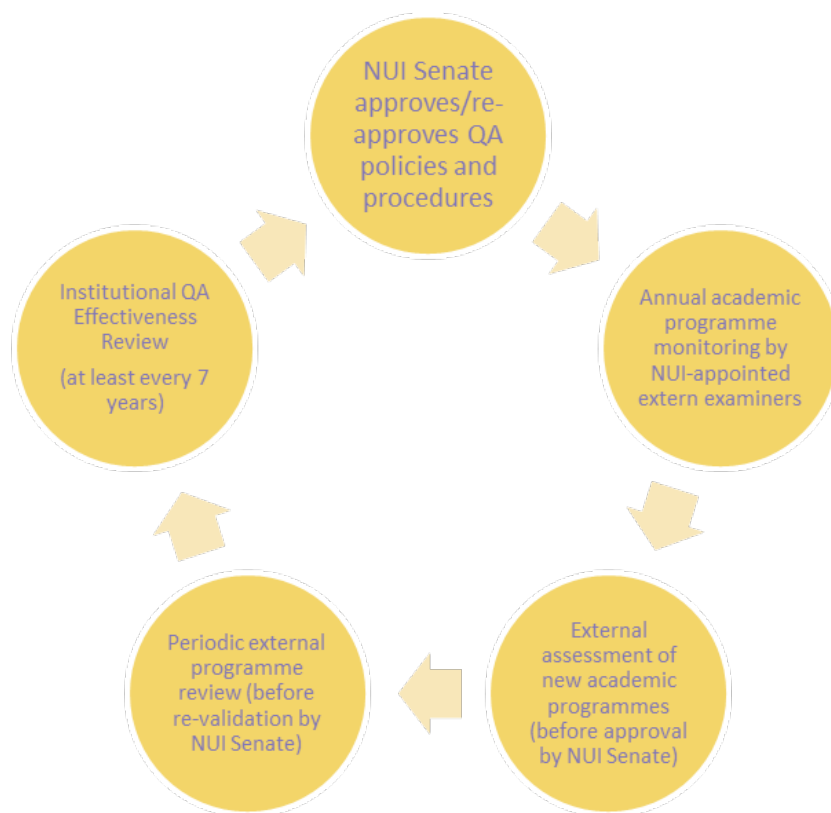 NUI Senate
approves/re-
approves QA
policies and
procedures
Annual academic
programme
monitoring by
NUI-appointed
extern examiners
External
assessment of
new academic
programmes
(before approval
by NUI Senate)
Periodic external
programme
review (before
re-validation by
NUI Senate)
Institutional QA
Effectiveness
Review
(at least every 7
years)